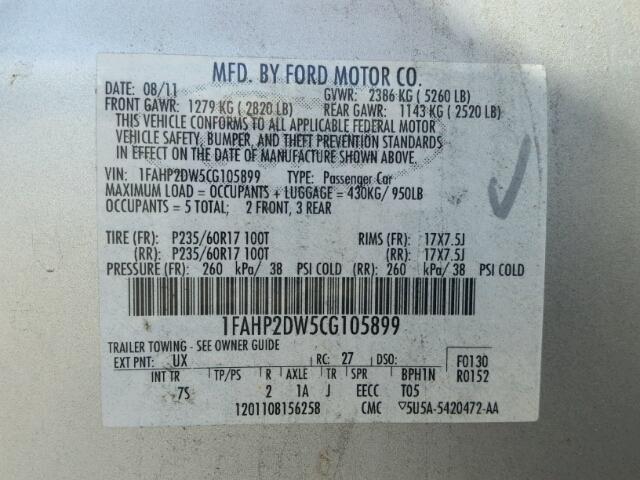 MFD. BY FORD MOTOR CO.
DATE: 08/11 GVWR: 2386 KG (5260 LB)
FRONT GAWR: 1279 KG (2820 LB) REAR GAWR: 1143 KG (2520 LB)
THIS VEHICLE CONFORMS TO ALL APPLICABLE FEDERAL MOTOR
VEHICLE SAFETY, BUMPER, AND THEFT PREVENTION STANDARDS
IN EFFECT ON THE DATE OF MANUFACTURE SHOWN ABOVE.
VIN: 1FAHP2DW5CG105899 TYPE: Passenger Car
MAXIMUM LOAD = OCCUPANTS + LUGGAGE = 430KG/ 950LB
OCCUPANTS = 5 TOTAL; 2 FRONT, 3 REAR
TIRE (FR): P235/60R17 100T RIMS (FR): 17X7.5J
(RR): P235/60R17 100T (RR): 17X7.5J
PRESSURE (FR): 260 kPa/ 38 PSI COLD (RR): 260 kPa/ 38 PSI COLD
1FAHP2DW5CG105899
TRAILER TOWING - SEE OWNER GUIDE
EXT PNT: UX RC: 27 DSO: F0130
INT TR TP/PS R AXLE TR SPR BPH1N R0152
7S 2 1A J EECC T05
12011081562​58 CMC ▽5U5A-5420472-AA